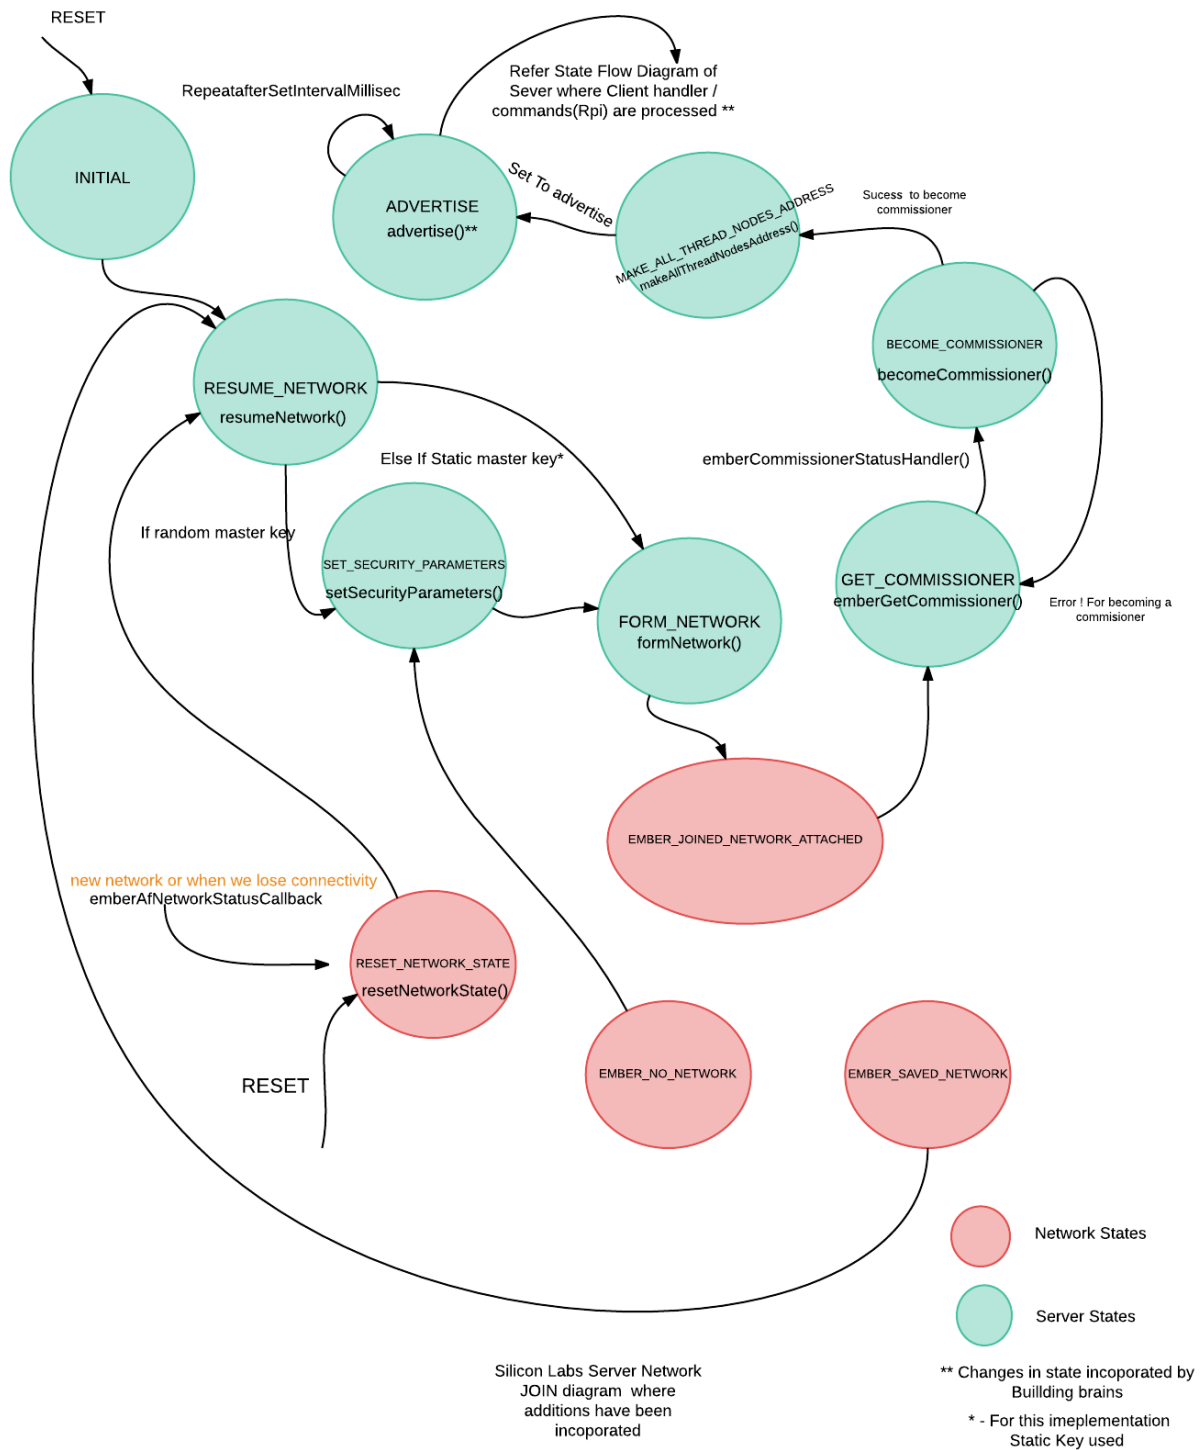 RESET
Refer State Flow Diagram of
Sever where Client handler /
commands(Rpi) are processed **
RepeatafterSetIntervalMillisec
INITIAL
ADVERTISE
advertise()**
Set To advertise
MAKE_ALL_THREAD_NODES_ADDRESS
makeAllThreadNodesAddress()
Sucess to become
commissioner
BECOME_COMMISSIONER
becomeCommissioner()
RESUME_NETWORK
resumeNetwork()
Else If Static master key*
emberCommissionerStatusHandler()
If random master key
SET_SECURITY_PARAMETERS
setSecurityParameters()
GET_COMMISSIONER
emberGetCommissioner()
Error ! For becoming a
commisioner
FORM_NETWORK
formNetwork()
EMBER_JOINED_NETWORK_ATTACHED
new network or when we lose connectivity
emberAfNetworkStatusCallback
RESET_NETWORK_STATE
resetNetworkState()
RESET
EMBER_NO_NETWORK
EMBER_SAVED_NETWORK
Network States
Server States
Silicon Labs Server Network
JOIN diagram where
additions have been
incoporated
** Changes in state incoporated by
Buillding brains
* - For this imeplementation
Static Key used